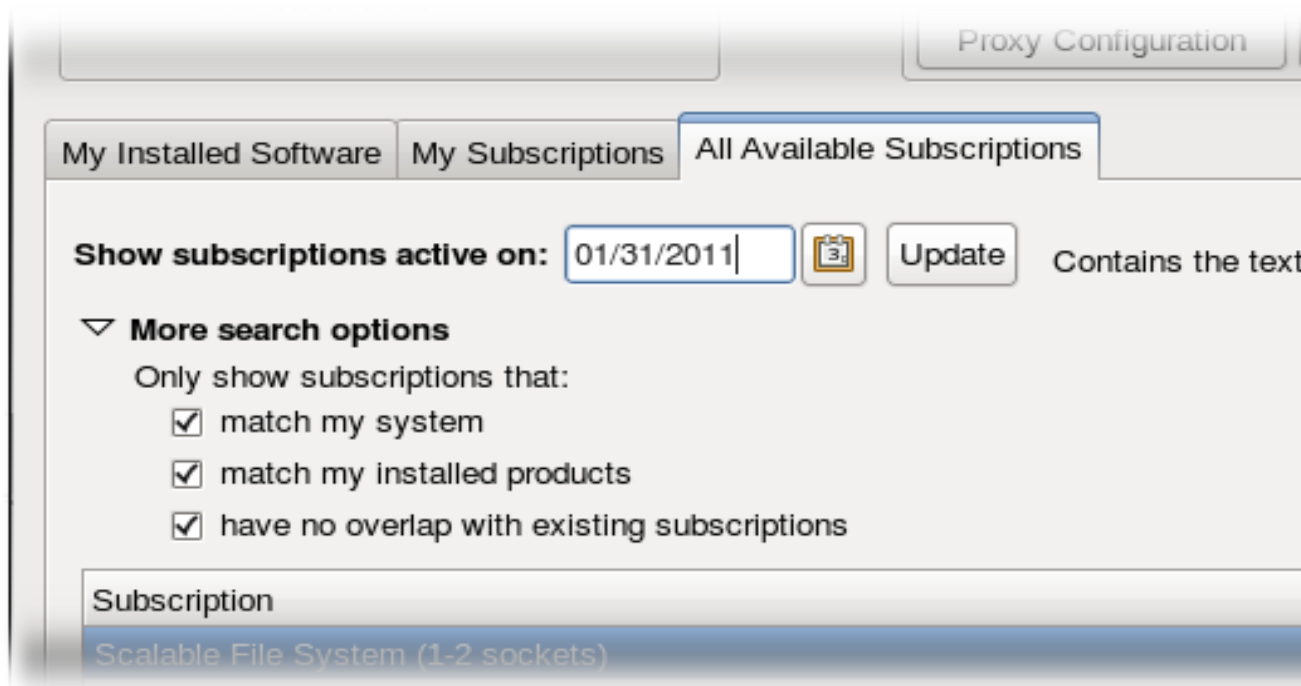 Proxy Configuration
My Installed Software My Subscriptions All Available Subscriptions
Show subscriptions active on: 01/31/2011 3 Update Contains the text
More search options
Only show subscriptions that:
match my system
match my installed products
have no overlap with existing subscriptions
Subscription
Scalable File System (1-2 sockets)